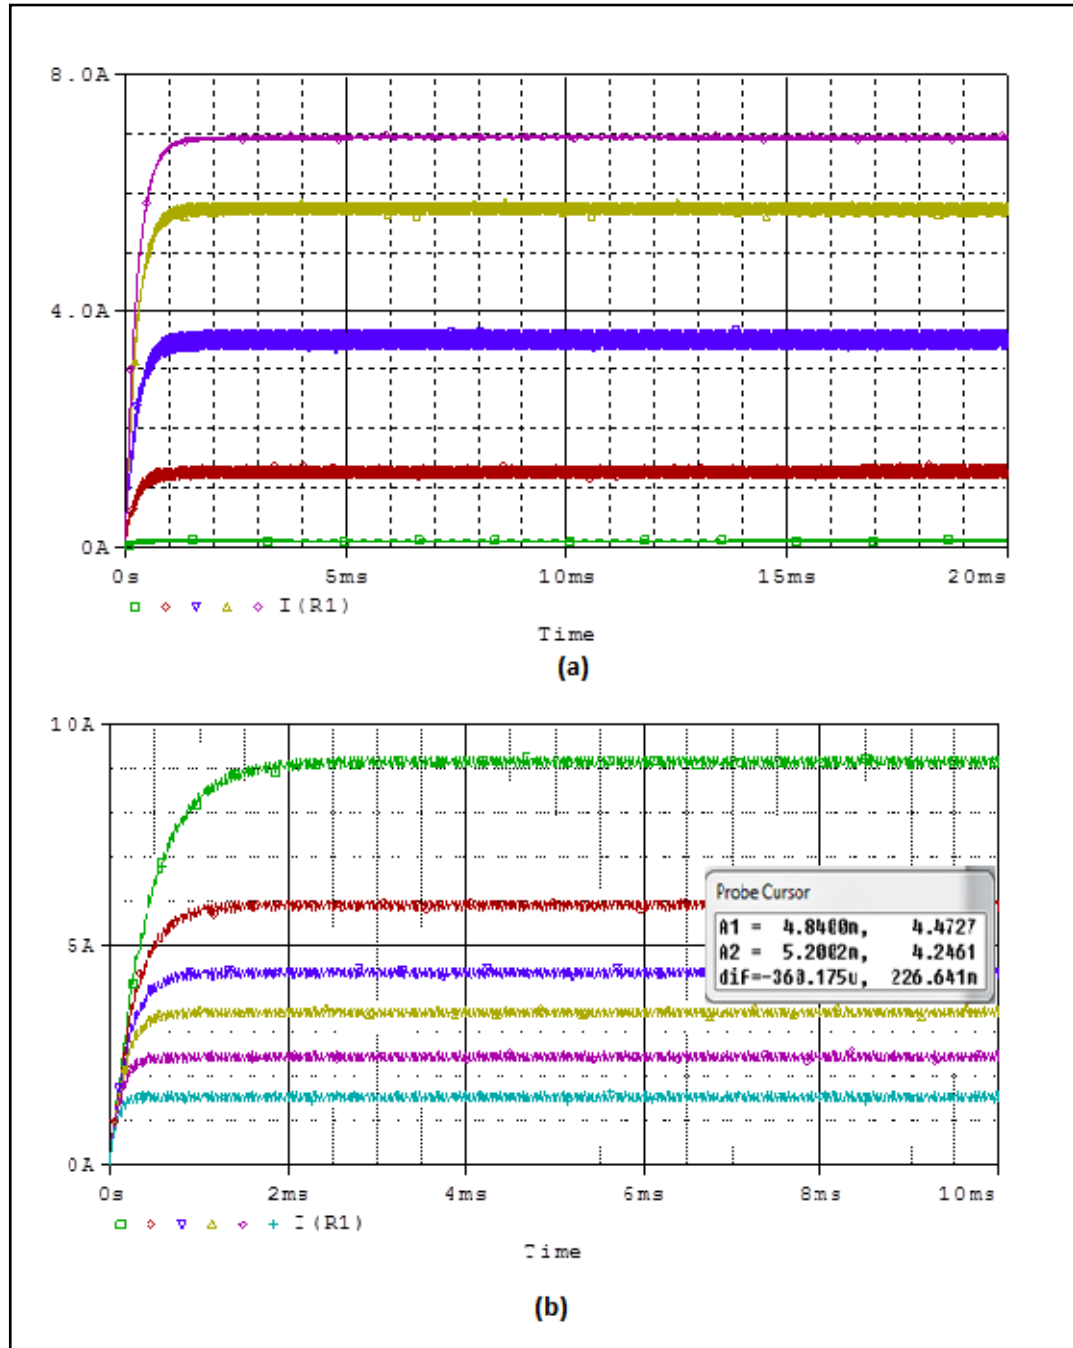 8.0A
4.0A
0A
0s 5ms 10ms 15ms 20ms
I(R1)
Time
(a)
10A
5A
0A
Probe Cursor
A1 = 4.8400m, 4.4727
A2 = 5.2002m, 4.2461
dif=-360.175u, 226.641m
0s 2ms 4ms 6ms 8ms 10ms
I(R1)
Time
(b)